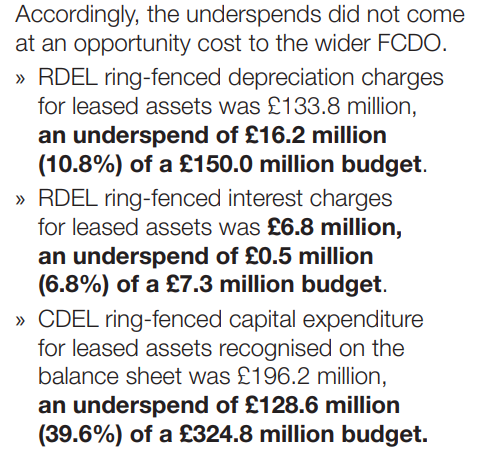 Accordingly, the underspends did not come
at an opportunity cost to the wider FCDO.
» RDEL ring-fenced depreciation charges
for leased assets was £133.8 million,
an underspend of £16.2 million
(10.8%) of a £150.0 million budget.
» RDEL ring-fenced interest charges
for leased assets was £6.8 million,
an underspend of £0.5 million
(6.8%) of a £7.3 million budget.
» CDEL ring-fenced capital expenditure
for leased assets recognised on the
balance sheet was £196.2 million,
an underspend of £128.6 million
(39.6%) of a £324.8 million budget.